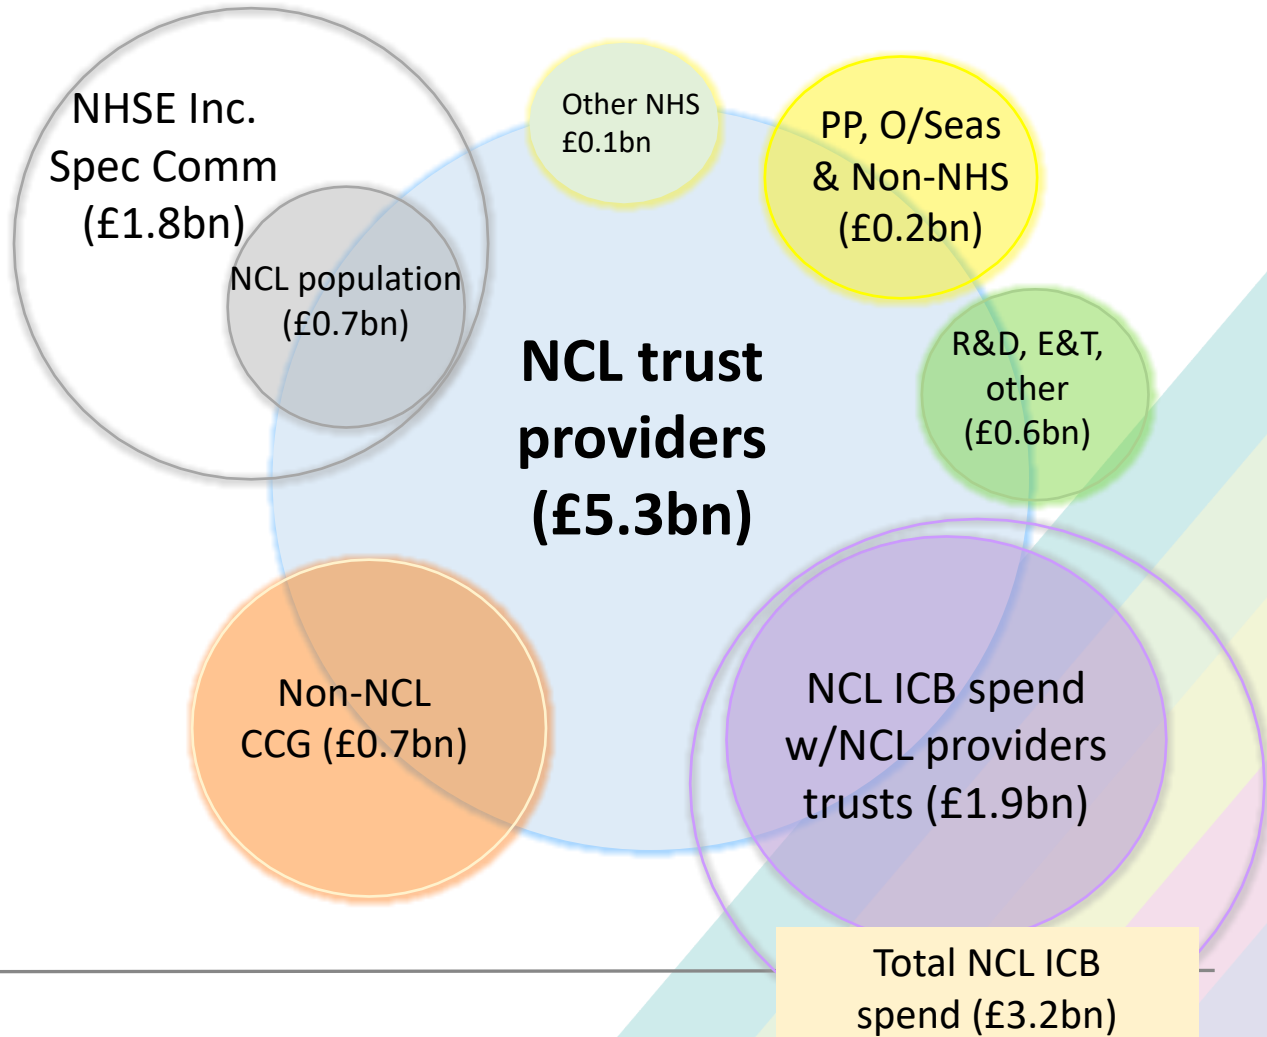 NHSE Inc.
Spec Comm
(£1.8bn)
NCL population
(£0.7bn)
Other NHS
£0.1bn
PP, O/Seas
& Non-NHS
(£0.2bn)
R&D, E&T,
other
(£0.6bn)
NCL trust
providers
(£5.3bn)
Non-NCL
CCG (£0.7bn)
NCL ICB spend
w/NCL providers
trusts (£1.9bn)
Total NCL ICB
spend (£3.2bn)